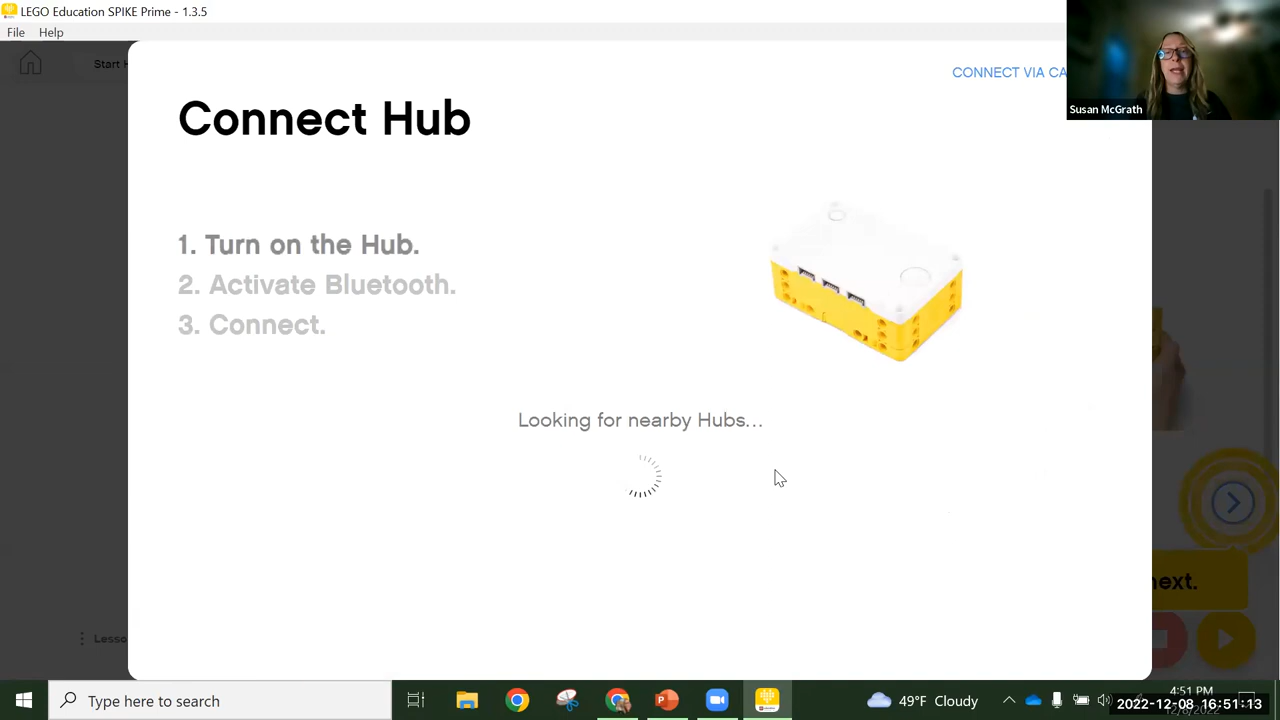 LEGO Education SPIKE Prime - 1.3.5
File Help
Start
CONNECT VIA CA
Susan McGrath
Connect Hub
1. Turn on the Hub.
2. Activate Bluetooth.
3. Connect.
Looking for nearby Hubs...
next.
Lesso
Type here to search
49°F Cloudy
4:51 PM
2022-12-08 16:51:13